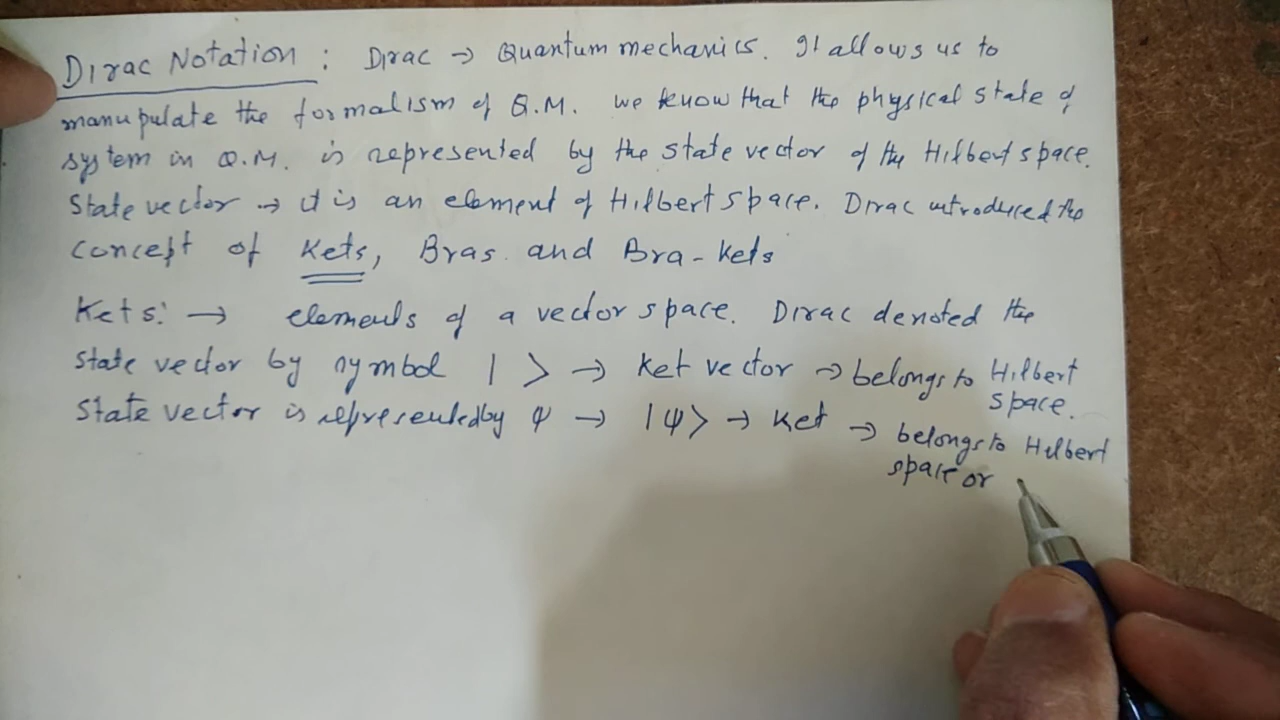 Dirac Notation : Dirac → Quantum mechanics. It allows us to
manupulate the formalism of Q.M. we know that the physical state of
system in Q.M. is represented by the state vector of the Hilbert space.
State vector → it is an element of Hilbert space. Dirac introduced the
concept of Kets, Bras and Bra-kets
Kets: → elements of a vector space. Dirac denoted the
state vector by symbol | > → Ket vector → belongs to Hilbert
space.
State vector is represented by ψ → |ψ> → Ket → belongs to Hilbert
space or